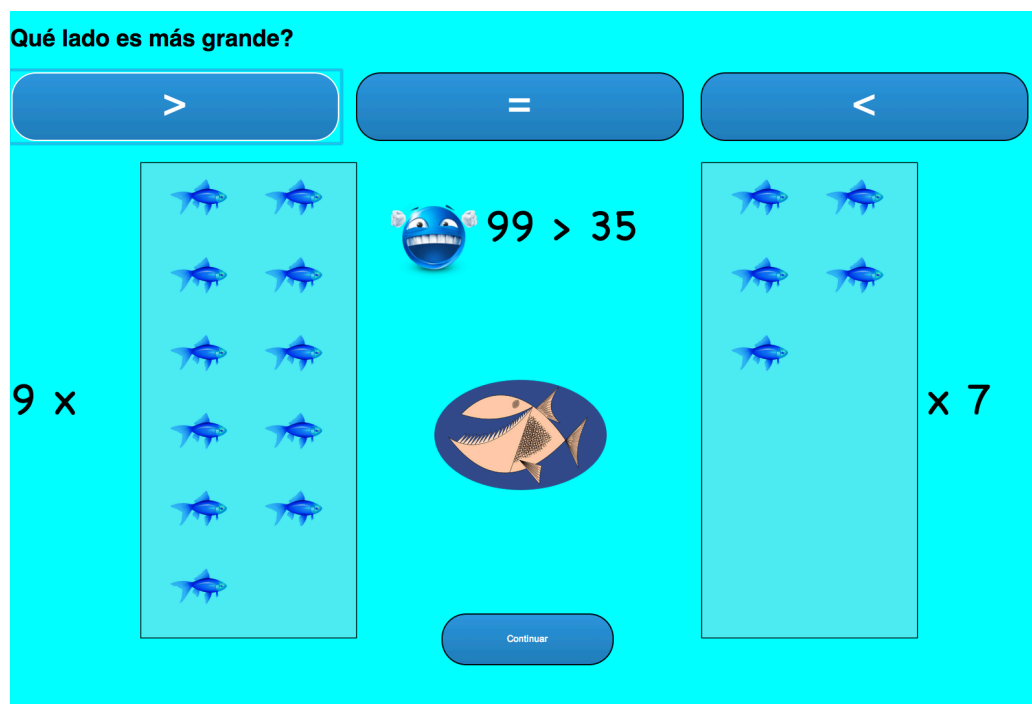 Qué lado es más grande?
> = <
99 > 35
9 x
x 7
Continuar